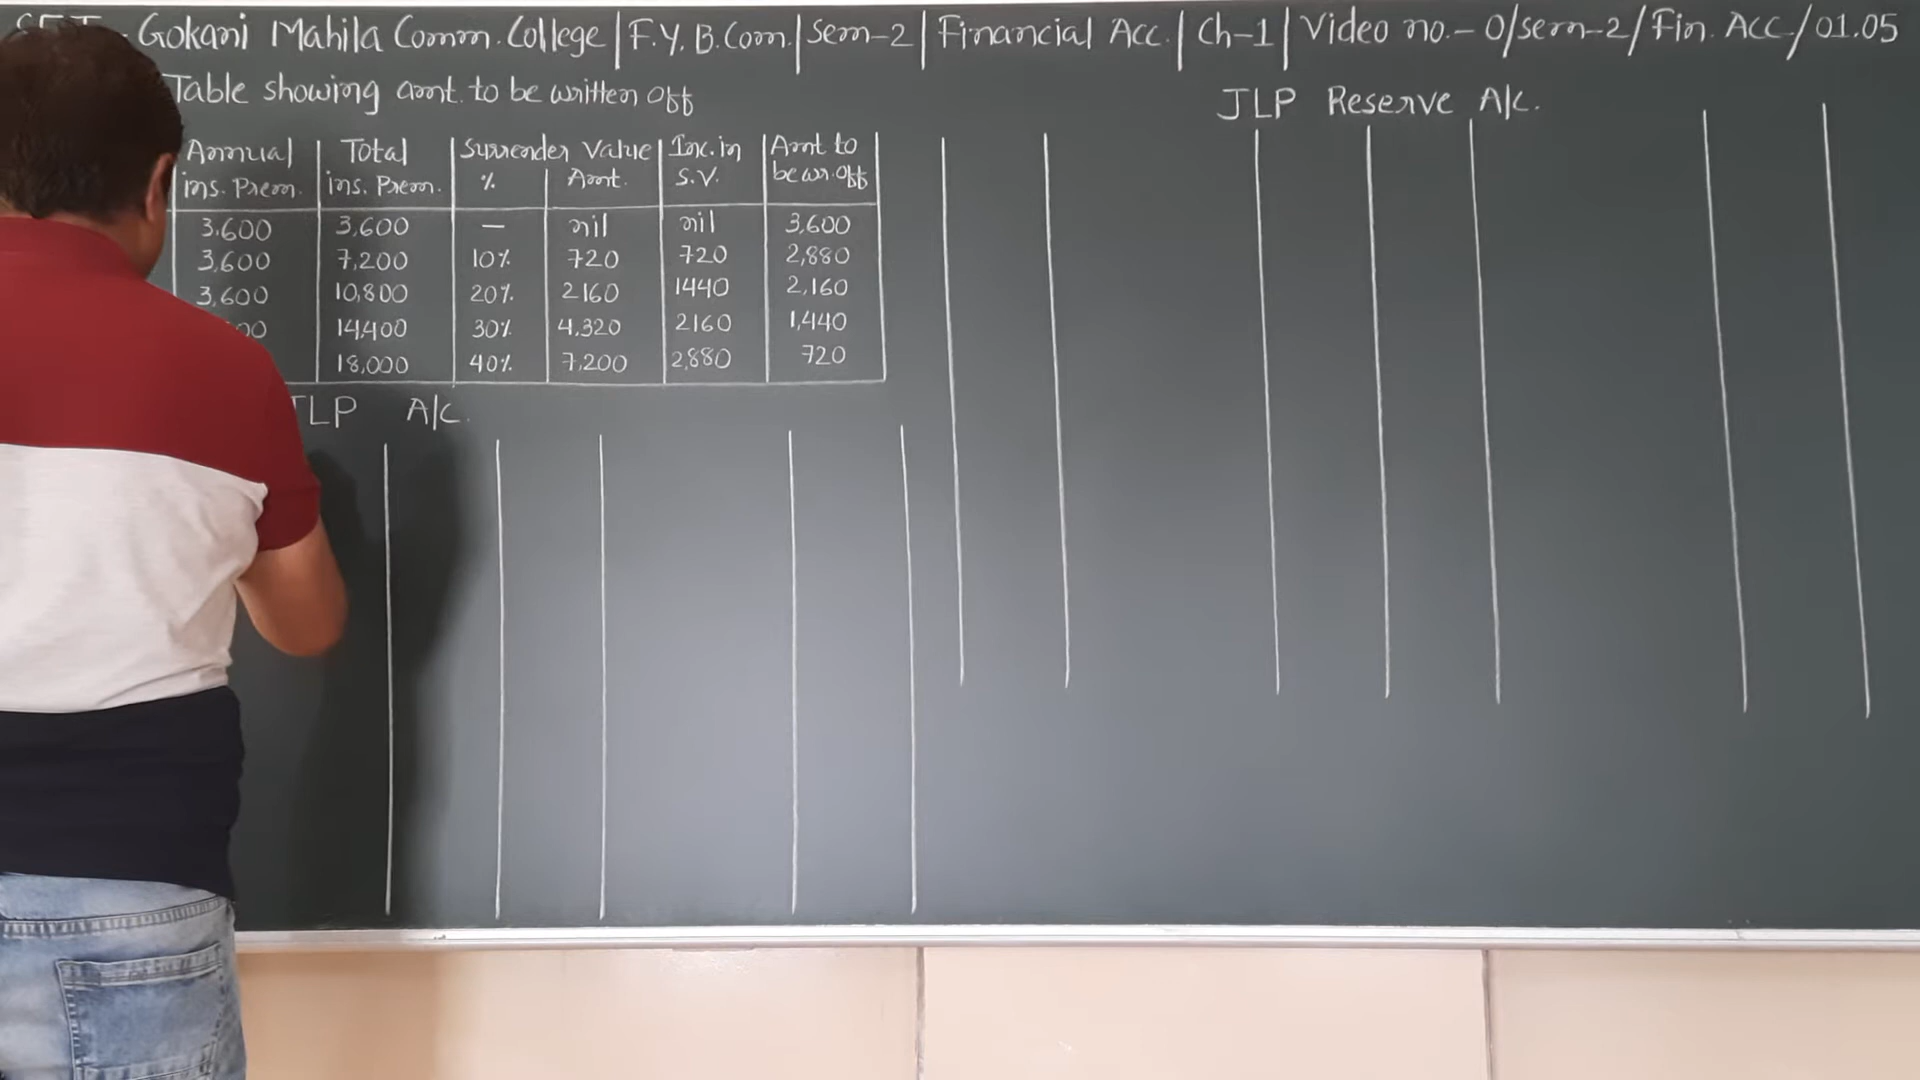 Gokani Mahila Comm. College | F.Y. B.Com. | Sem-2 | Financial Acc. | Ch-1 | Video no.- 0/sem-2/Fin. Acc./01.05
Table showing amt. to be written off
JLP Reserve A/c.
Annual ins. Prem. | Total ins. Prem. | Surrender Value % | Amt. | Inc. in S.V. | Amt to be wr. off
3,600 | 3,600 | — | nil | nil | 3,600
3,600 | 7,200 | 10% | 720 | 720 | 2,880
3,600 | 10,800 | 20% | 2160 | 1440 | 2,160
14,400 | 30% | 4,320 | 2160 | 1,440
18,000 | 40% | 7,200 | 2,880 | 720
JLP A/c.